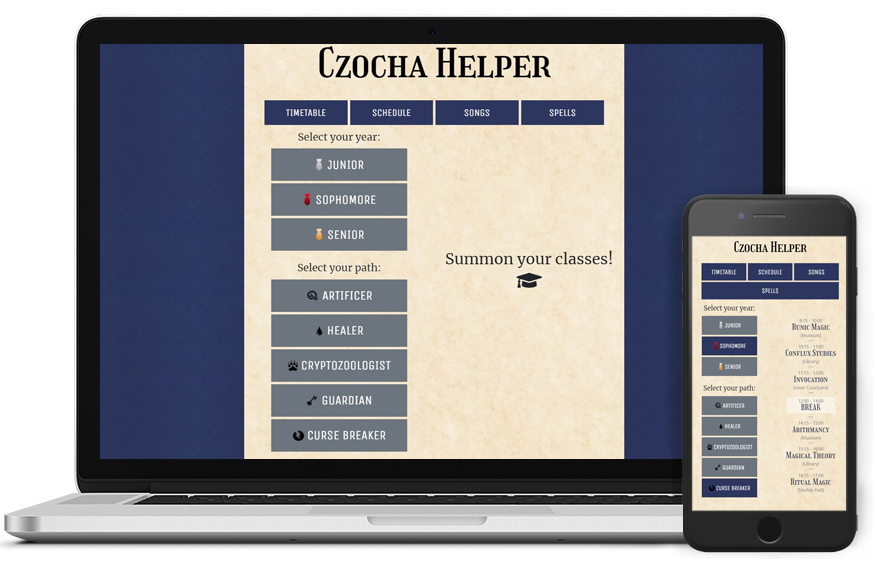 Czocha Helper
TIMETABLE SCHEDULE SONGS SPELLS
Select your year:
JUNIOR
SOPHOMORE
SENIOR
Select your path:
ARTIFICER
HEALER
CRYPTOZOOLOGIST
GUARDIAN
CURSE BREAKER
Summon your classes!
Czocha Helper
TIMETABLE SCHEDULE SONGS
SPELLS
Select your year:
JUNIOR
SOPHOMORE
SENIOR
Select your path:
ARTIFICER
HEALER
CRYPTOZOOLOGIST
GUARDIAN
CURSE BREAKER
9:15 - 10:00
Runic Magic
(Museum)
10:15 - 11:00
Conflux Studies
(Library)
11:15 - 12:00
Invocation
(Inner Courtyard)
12:00 - 14:00
BREAK
14:15 - 15:00
Arithmancy
(Museum)
15:15 - 16:00
Magical Theory
(Library)
16:15 - 17:00
Ritual Magic
(Marble Hall)